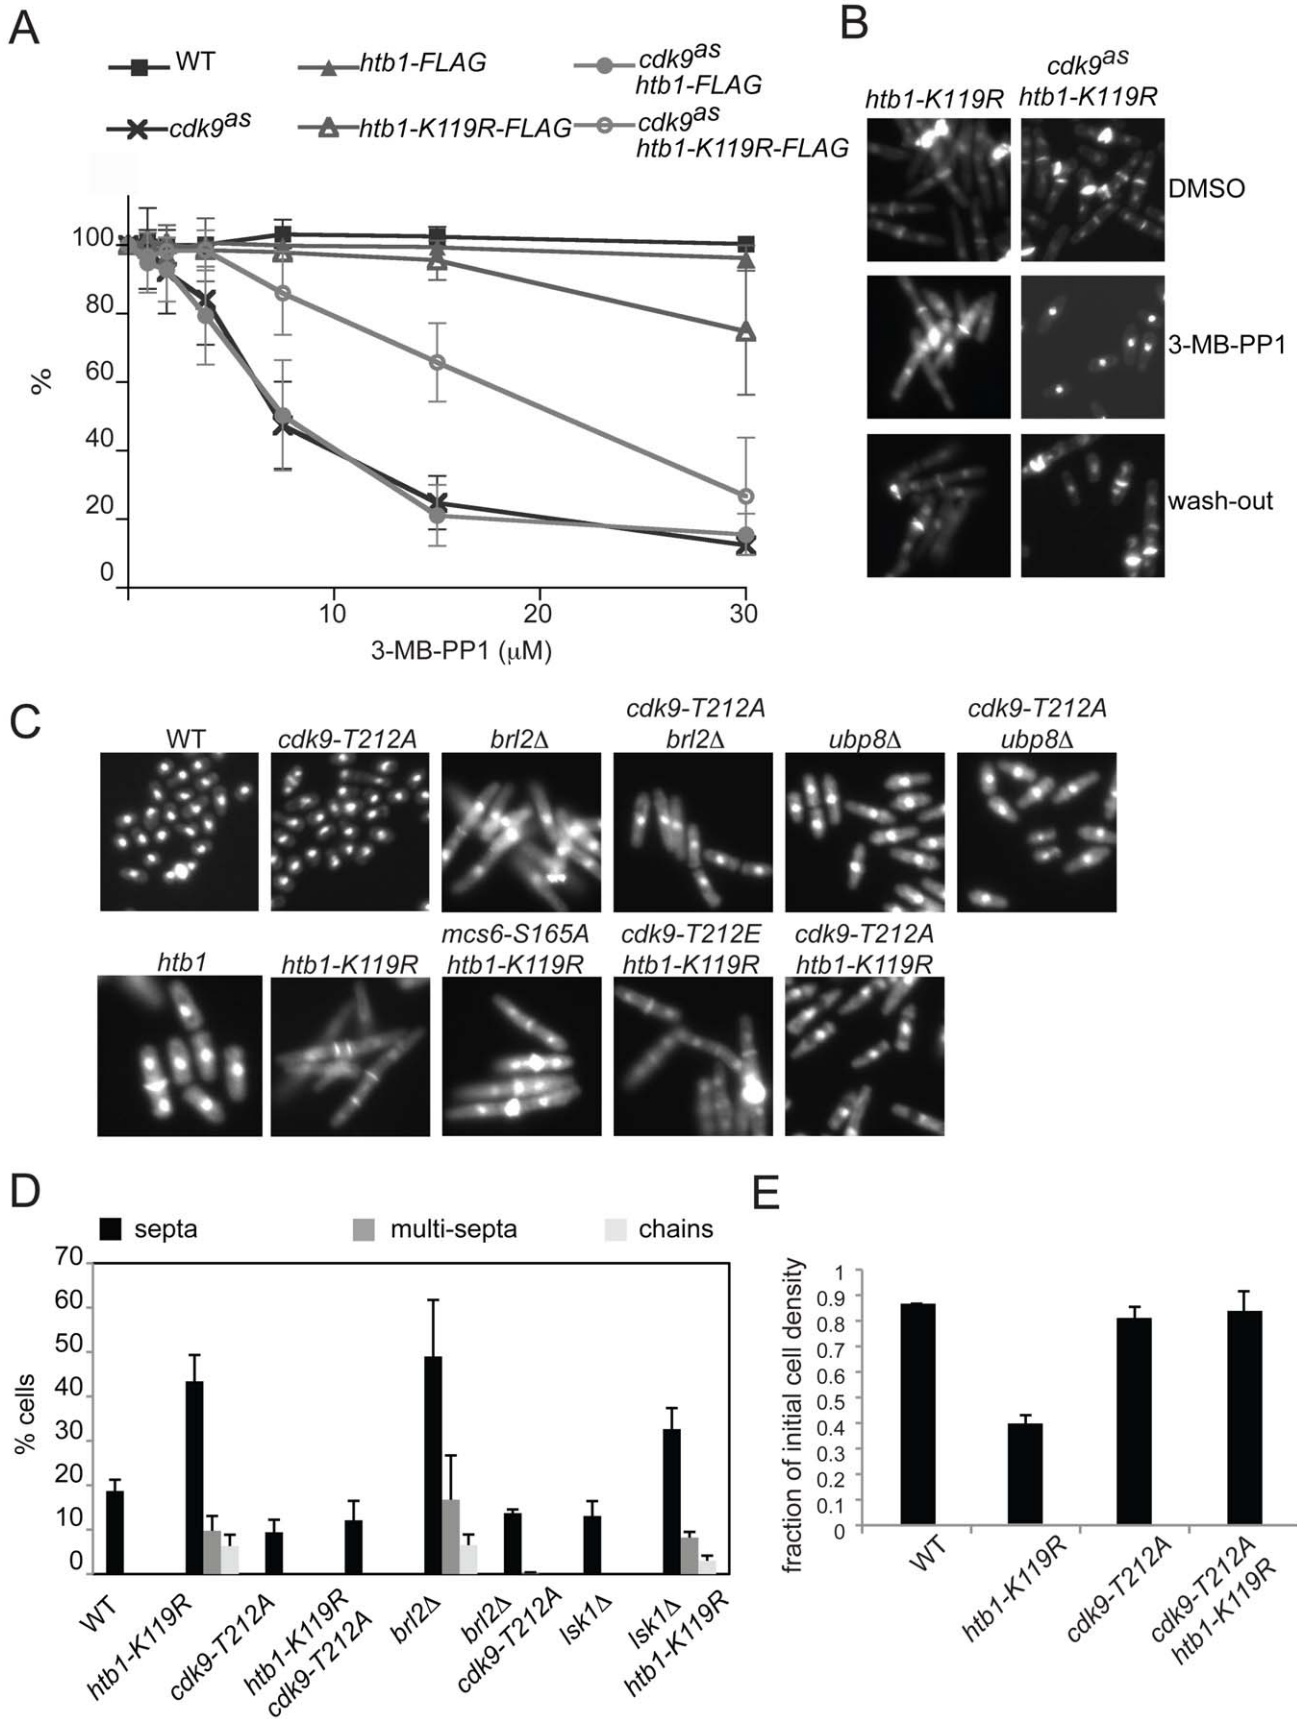 A
WT
htb1-FLAG
cdk9as
htb1-FLAG
cdk9as
htb1-K119R-FLAG
cdk9as
htb1-K119R-FLAG
100
80
60
40
20
0
%
10
20
30
3-MB-PP1 (μM)
B
htb1-K119R
cdk9as
htb1-K119R
DMSO
3-MB-PP1
wash-out
C
WT
cdk9-T212A
brl2Δ
cdk9-T212A
brl2Δ
ubp8Δ
cdk9-T212A
ubp8Δ
htb1
htb1-K119R
mcs6-S165A
htb1-K119R
cdk9-T212E
htb1-K119R
cdk9-T212A
htb1-K119R
D
septa
multi-septa
chains
70
60
50
40
30
20
10
0
% cells
WT
htb1-K119R
cdk9-T212A
htb1-K119R
cdk9-T212A
brl2Δ
brl2Δ
cdk9-T212A
lsk1Δ
lsk1Δ
htb1-K119R
E
1
0.9
0.8
0.7
0.6
0.5
0.4
0.3
0.2
0.1
0
fraction of initial cell density
WT
htb1-K119R
cdk9-T212A
cdk9-T212A
htb1-K119R